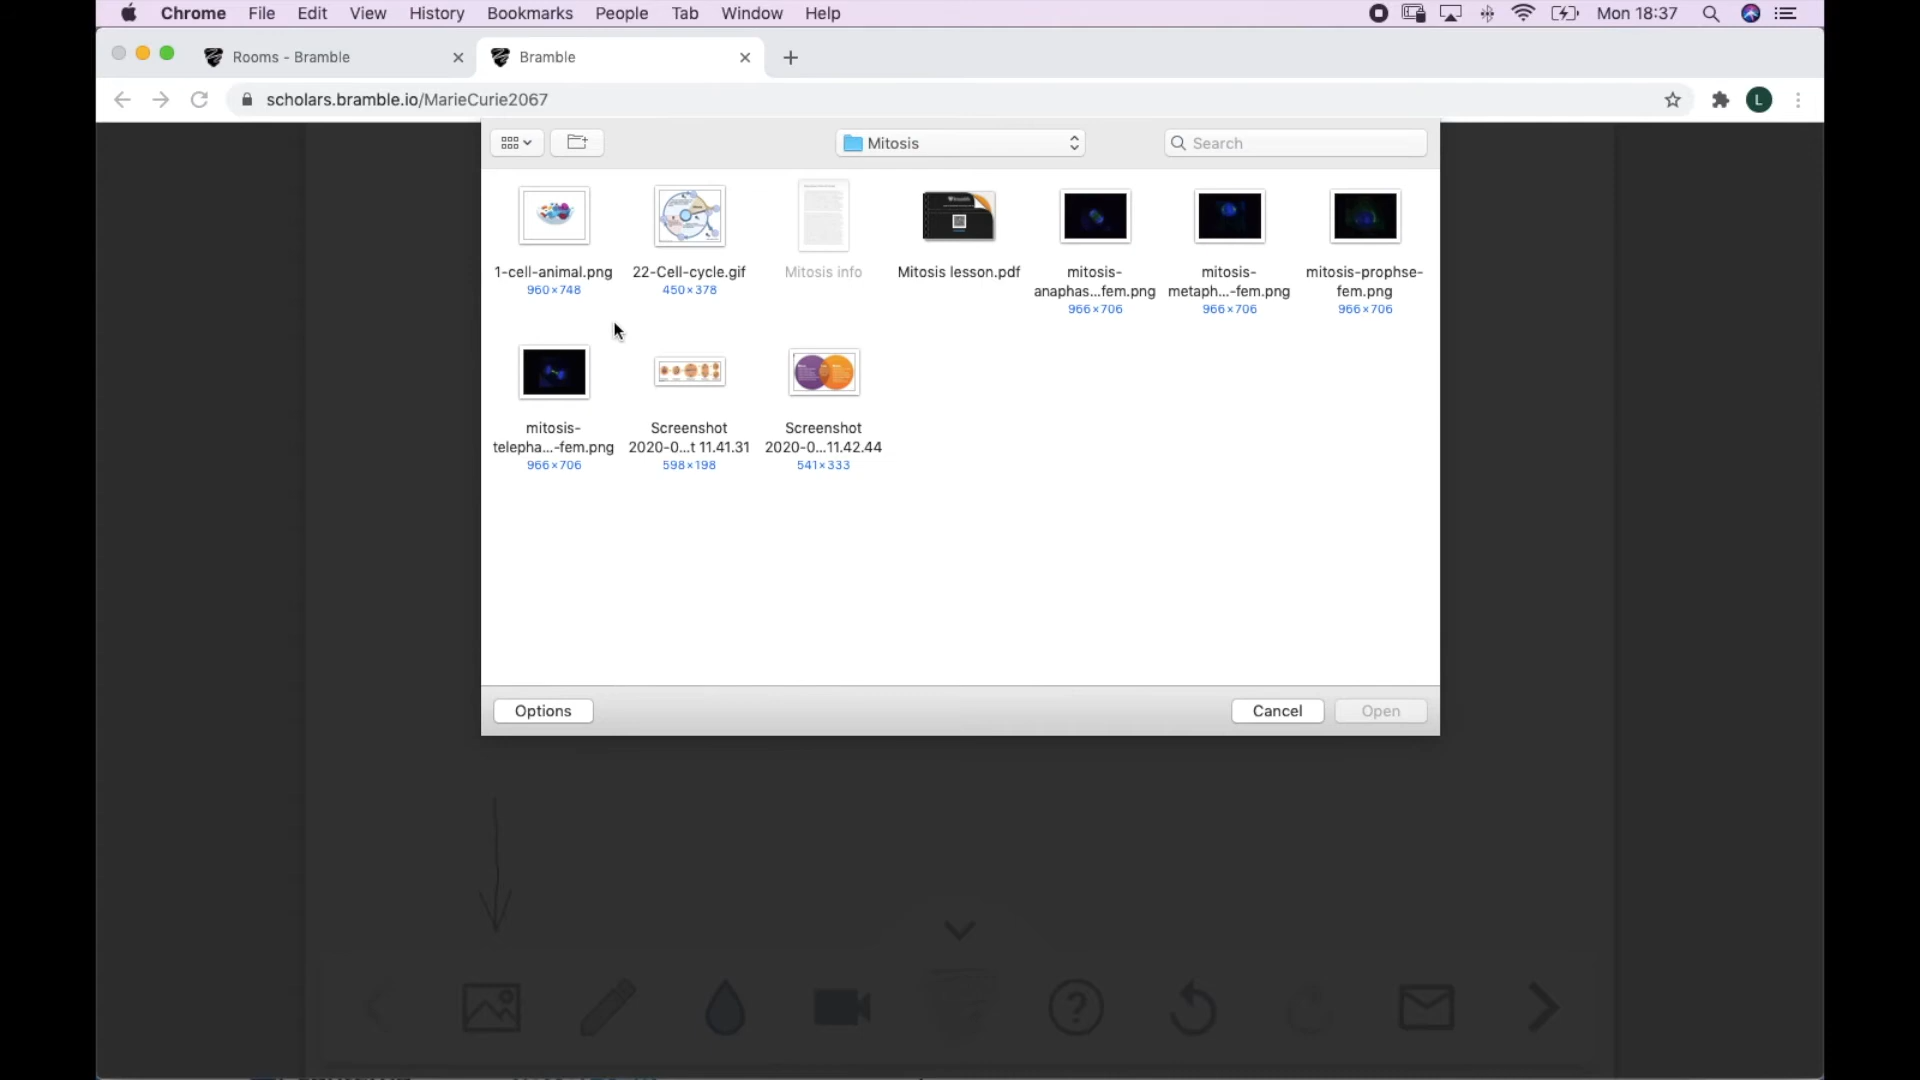 Chrome File Edit View History Bookmarks People Tab Window Help Mon 18:37
Rooms - Bramble Bramble
scholars.bramble.io/MarieCurie2067 L
Mitosis Search
1-cell-animal.png
960×748
22-Cell-cycle.gif
450×378
Mitosis info
Mitosis lesson.pdf
mitosis-
anaphas...fem.png
966×706
mitosis-
metaph...-fem.png
966×706
mitosis-prophse-
fem.png
966×706
mitosis-
telepha...-fem.png
966×706
Screenshot
2020-0...t 11.41.31
598×198
Screenshot
2020-0...11.42.44
541×333
Options Cancel Open